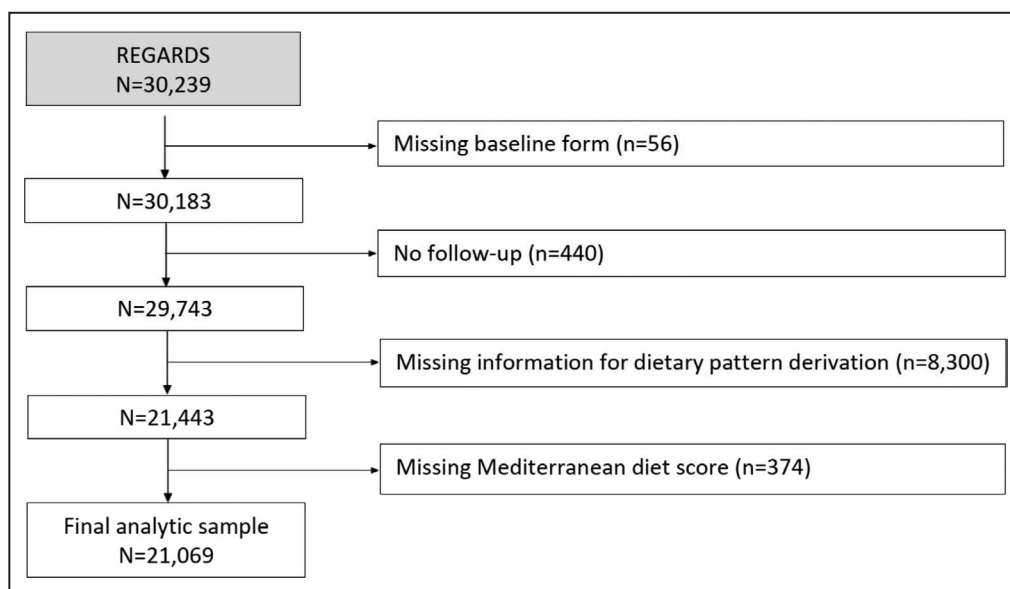 REGARDS
N=30,239
Missing baseline form (n=56)
N=30,183
No follow-up (n=440)
N=29,743
Missing information for dietary pattern derivation (n=8,300)
N=21,443
Missing Mediterranean diet score (n=374)
Final analytic sample
N=21,069